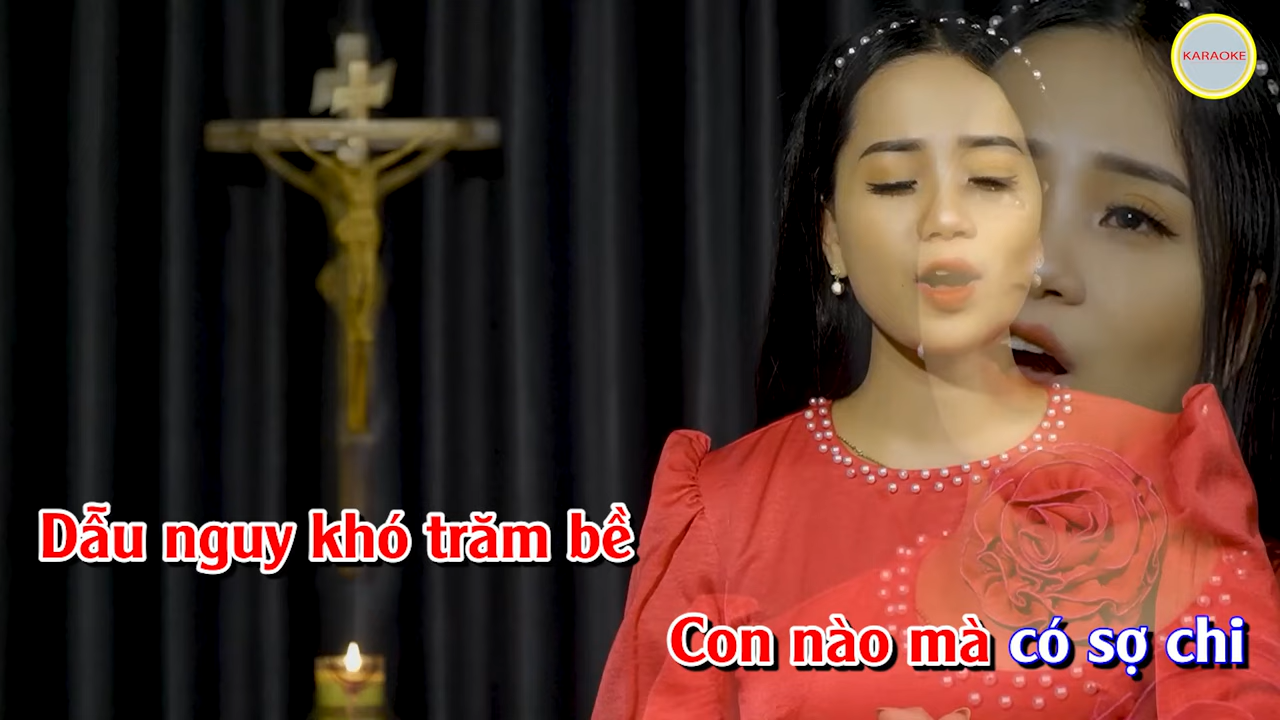 KARAOKE
Dẫu nguy khó trăm bề
Con nào mà có sợ chi